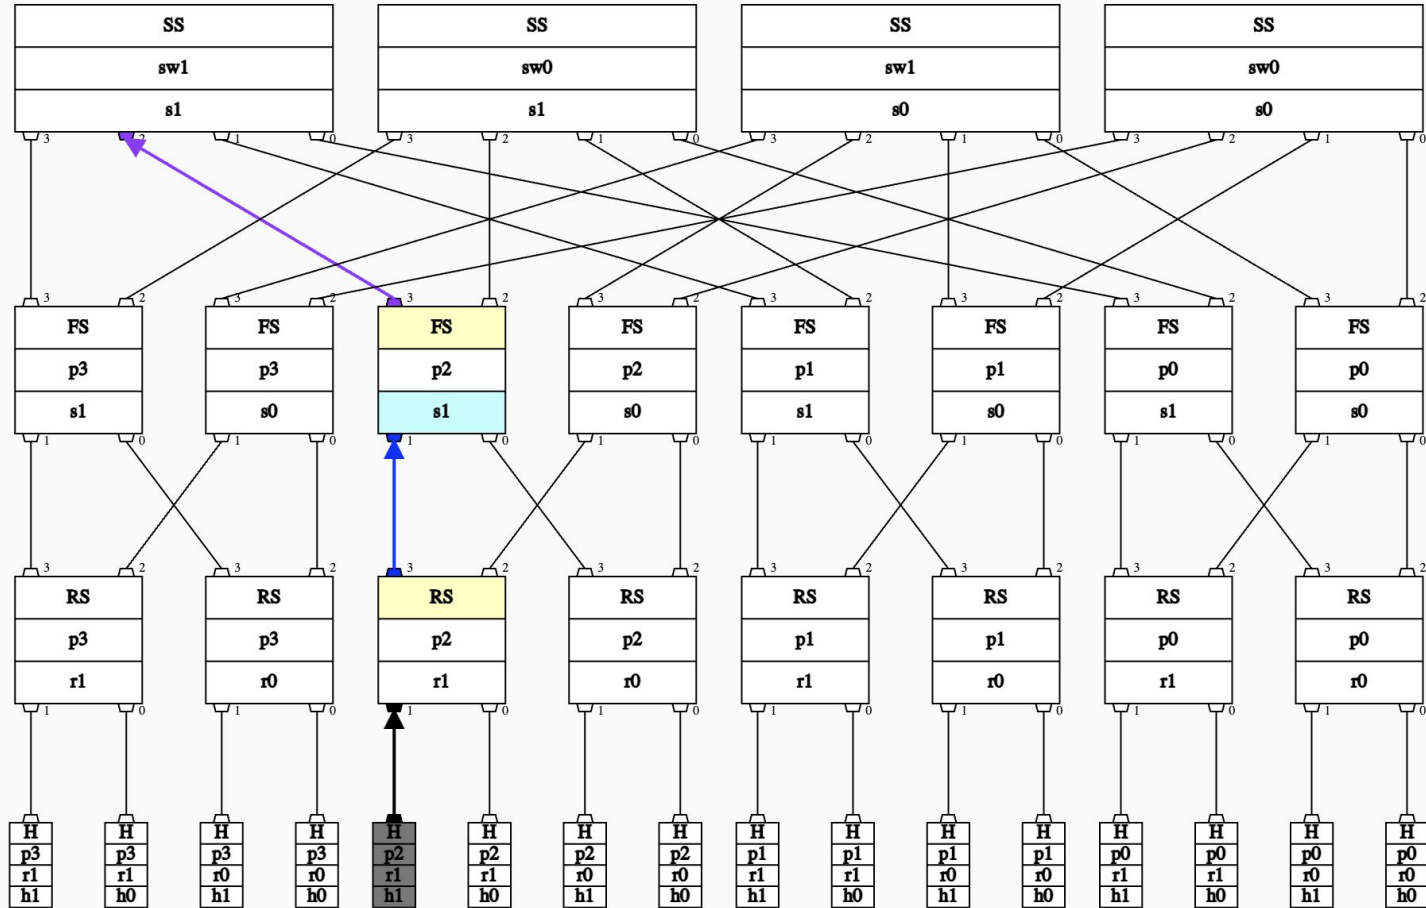 SS SS SS SS
sw1 sw0 sw1 sw0
s1 s1 s0 s0
3 2 1 0 3 2 1 0 3 2 1 0 3 2 1 0
3 2 3 2 3 2 3 2 3 2 3 2 3 2 3 2
FS FS FS FS FS FS FS FS
p3 p3 p2 p2 p1 p1 p0 p0
s1 s0 s1 s0 s1 s0 s1 s0
1 0 1 0 1 0 1 0 1 0 1 0 1 0 1 0
3 2 3 2 3 2 3 2 3 2 3 2 3 2 3 2
RS RS RS RS RS RS RS RS
p3 p3 p2 p2 p1 p1 p0 p0
r1 r0 r1 r0 r1 r0 r1 r0
1 0 1 0 1 0 1 0 1 0 1 0 1 0 1 0
H H H H H H H H H H H H H H H H
p3 p3 p3 p3 p2 p2 p2 p2 p1 p1 p1 p1 p0 p0 p0 p0
r1 r1 r0 r0 r1 r1 r0 r0 r1 r1 r0 r0 r1 r1 r0 r0
h1 h0 h1 h0 h1 h0 h1 h0 h1 h0 h1 h0 h1 h0 h1 h0